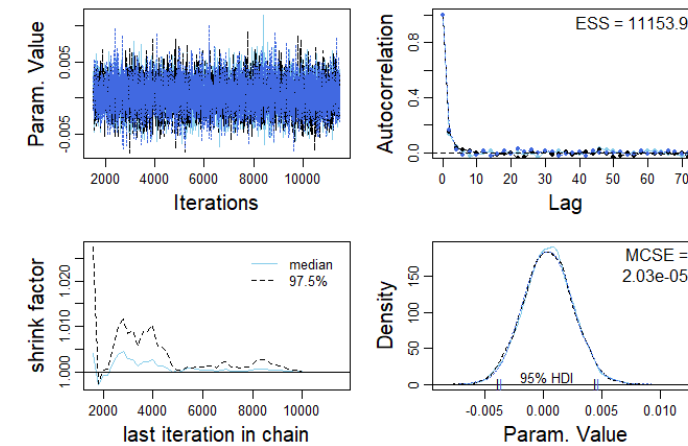 0.005
-0.005
Param. Value
2000 4000 6000 8000 10000
Iterations
ESS = 11153.9
0.0 0.4 0.8
Autocorrelation
0 10 20 30 40 50 60 70
Lag
1.000 1.010 1.020
shrink factor
median
97.5%
2000 4000 6000 8000 10000
last iteration in chain
MCSE =
2.03e-05
0 50 100 150
Density
95% HDI
-0.005 0.000 0.005 0.010
Param. Value